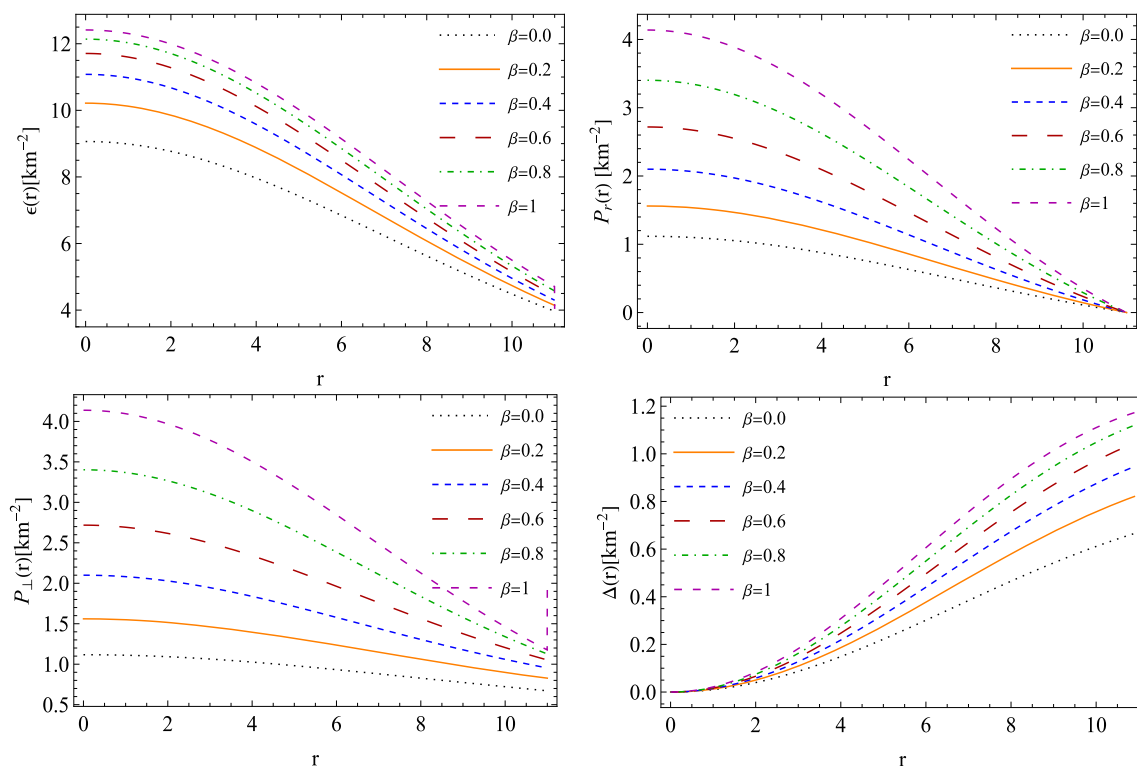 ϵ(r)[km⁻²]
12
10
8
6
4
0 2 4 6 8 10
r
β=0.0
β=0.2
β=0.4
β=0.6
β=0.8
β=1
P_r(r) [km⁻²]
4
3
2
1
0
0 2 4 6 8 10
r
β=0.0
β=0.2
β=0.4
β=0.6
β=0.8
β=1
P_⊥(r)[km⁻²]
4.0
3.5
3.0
2.5
2.0
1.5
1.0
0.5
0 2 4 6 8 10
r
β=0.0
β=0.2
β=0.4
β=0.6
β=0.8
β=1
Δ(r)[km⁻²]
1.2
1.0
0.8
0.6
0.4
0.2
0.0
0 2 4 6 8 10
r
β=0.0
β=0.2
β=0.4
β=0.6
β=0.8
β=1